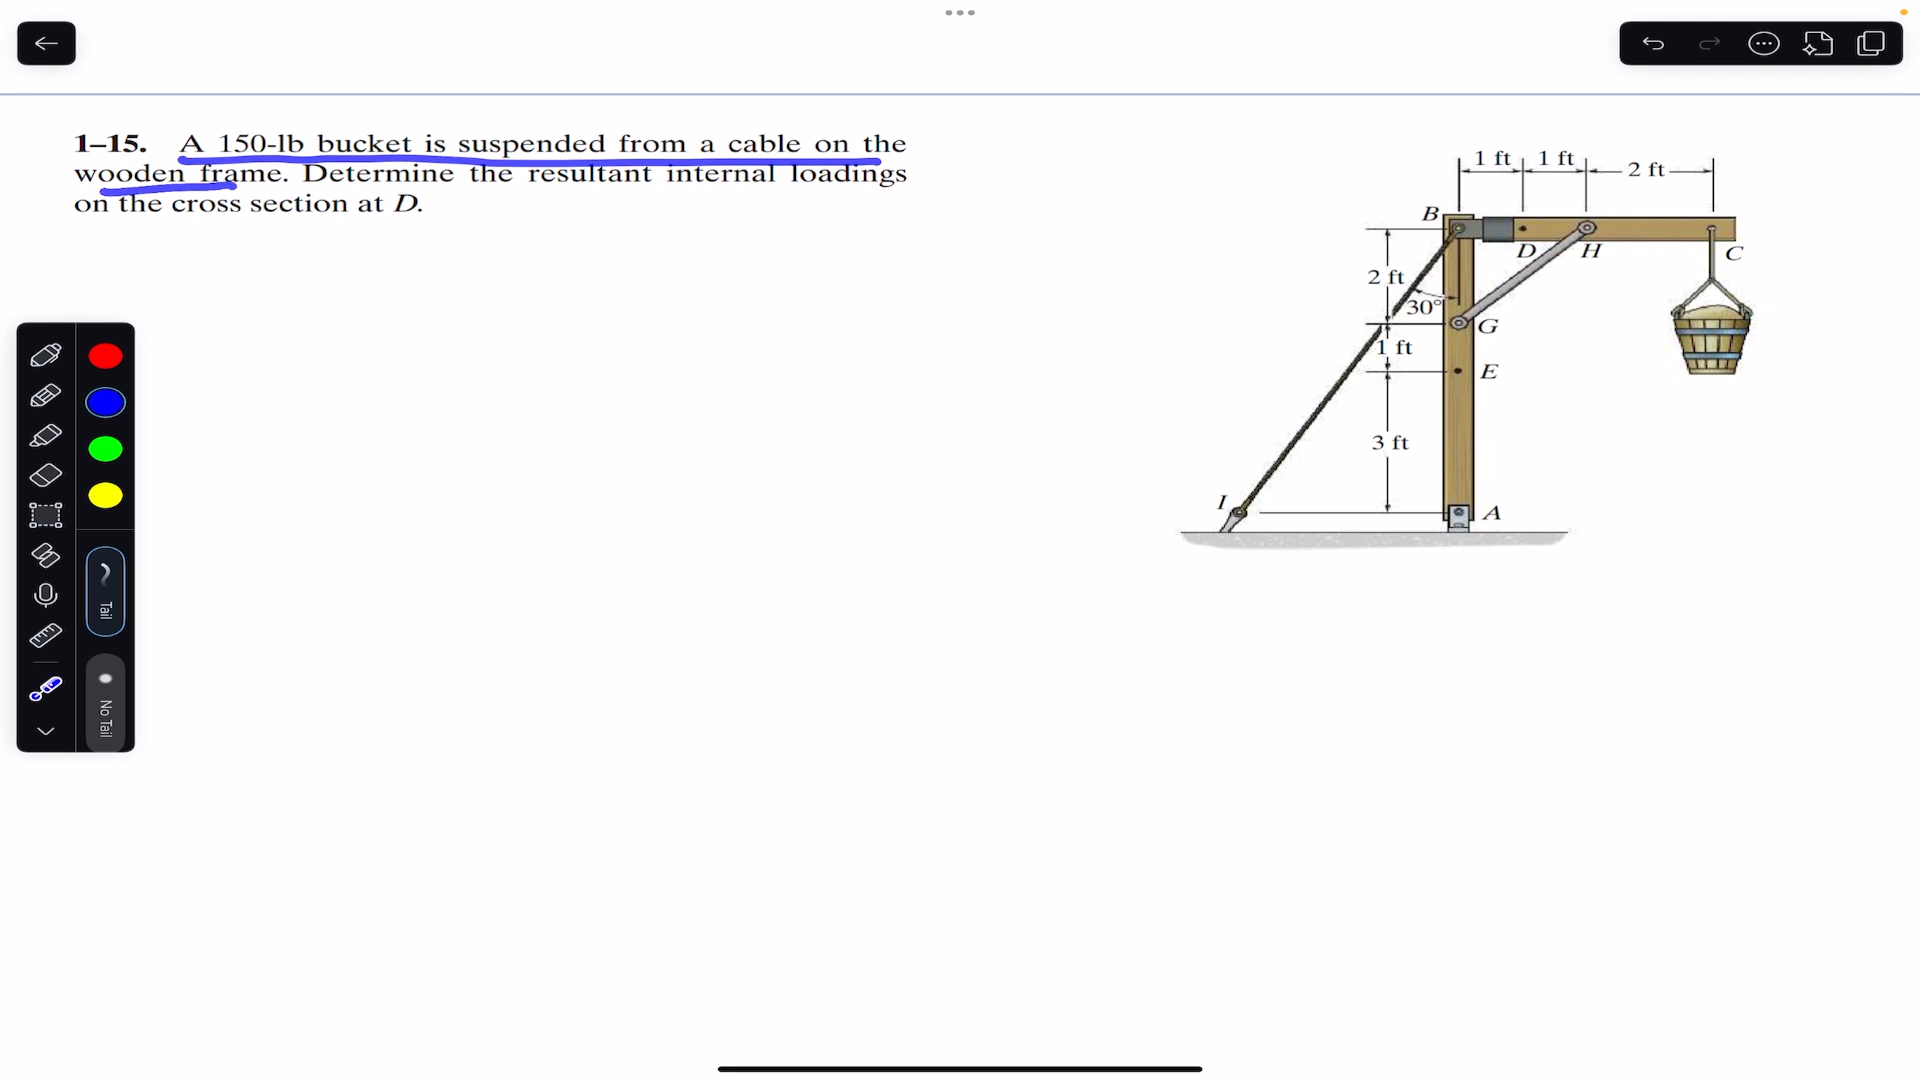 1–15. A 150-lb bucket is suspended from a cable on the
wooden frame. Determine the resultant internal loadings
on the cross section at D.
1 ft 1 ft 2 ft
B
D H C
2 ft
30°
G
1 ft
E
3 ft
I A
Tail
No Tail